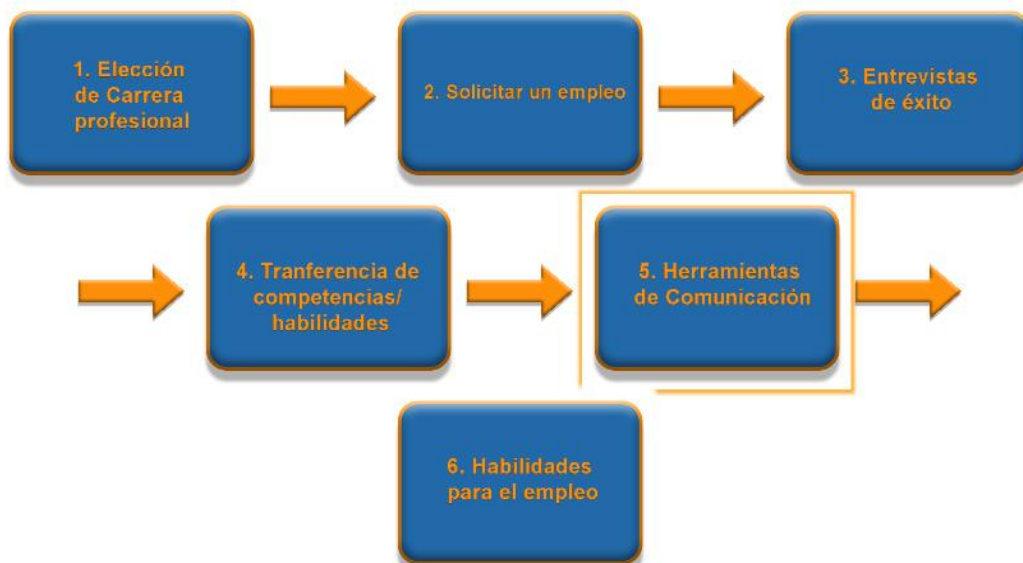 1. Elección
de Carrera
profesional
2. Solicitar un empleo
3. Entrevistas
de éxito
4. Tranferencia de
competencias/
habilidades
5. Herramientas
de Comunicación
6. Habilidades
para el empleo